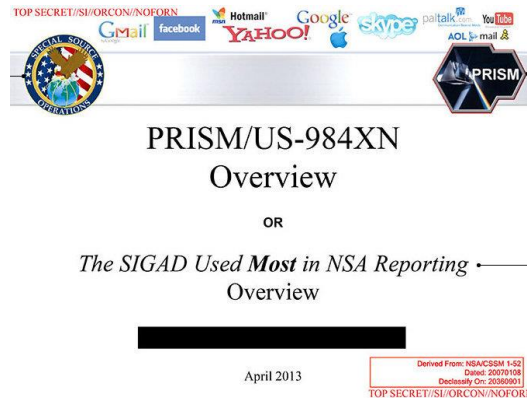 TOP SECRET//SI//ORCON//NOFORN
Gmail facebook msn Hotmail YAHOO! Google skype paltalk.com YouTube
AOL mail
SPECIAL SOURCE OPERATIONS
PRISM
PRISM/US-984XN
Overview
OR
The SIGAD Used Most in NSA Reporting
Overview
April 2013
Derived From: NSA/CSSM 1-52
Dated: 20070108
Declassify On: 20360901
TOP SECRET//SI//ORCON//NOFOR